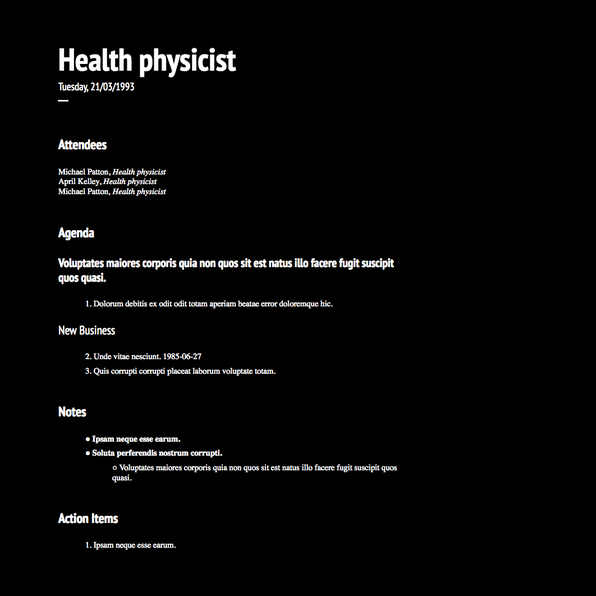 Health physicist
Tuesday, 21/03/1993
—
Attendees
Michael Patton, Health physicist
April Kelley, Health physicist
Michael Patton, Health physicist
Agenda
Voluptates maiores corporis quia non quos sit est natus illo facere fugit suscipit
quos quasi.
1. Dolorum debitis ex odit odit totam aperiam beatae error doloremque hic.
New Business
2. Unde vitae nesciunt. 1985-06-27
3. Quis corrupti corrupti placeat laborum voluptate totam.
Notes
● Ipsam neque esse earum.
● Soluta perferendis nostrum corrupti.
○ Voluptates maiores corporis quia non quos sit est natus illo facere fugit suscipit quos
quasi.
Action Items
1. Ipsam neque esse earum.